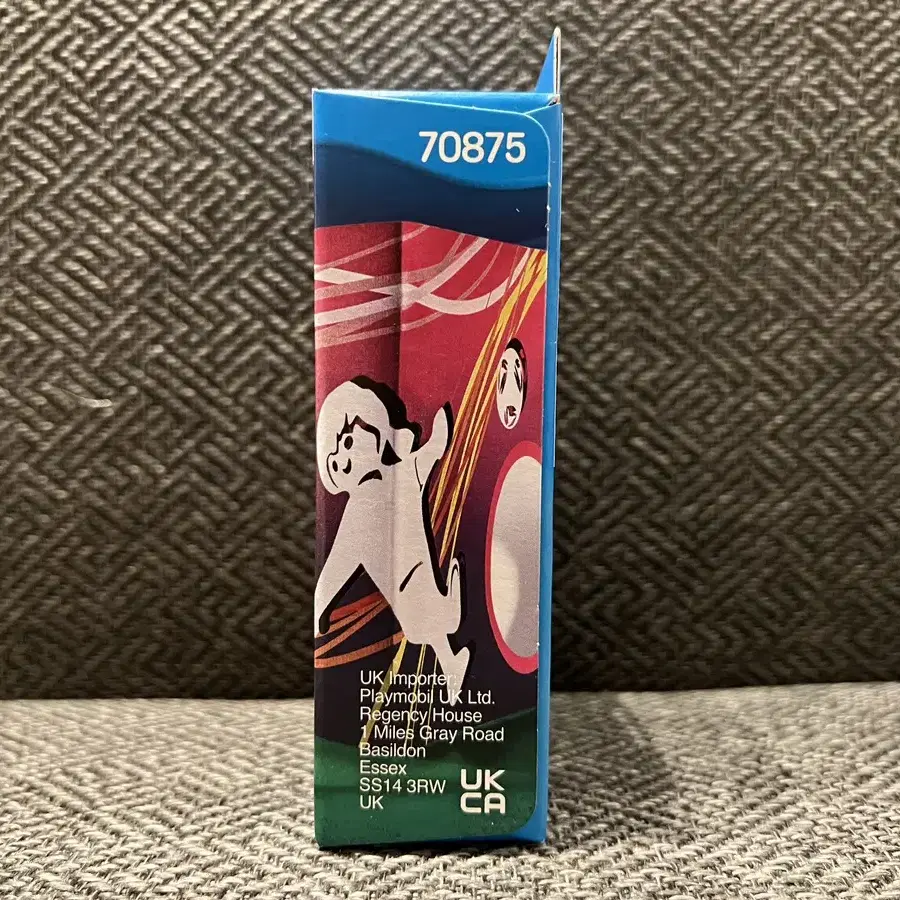 70875
UK Importer:
Playmobil UK Ltd.
Regency House
1 Miles Gray Road
Basildon
Essex
SS14 3RW
UK
UK
CA